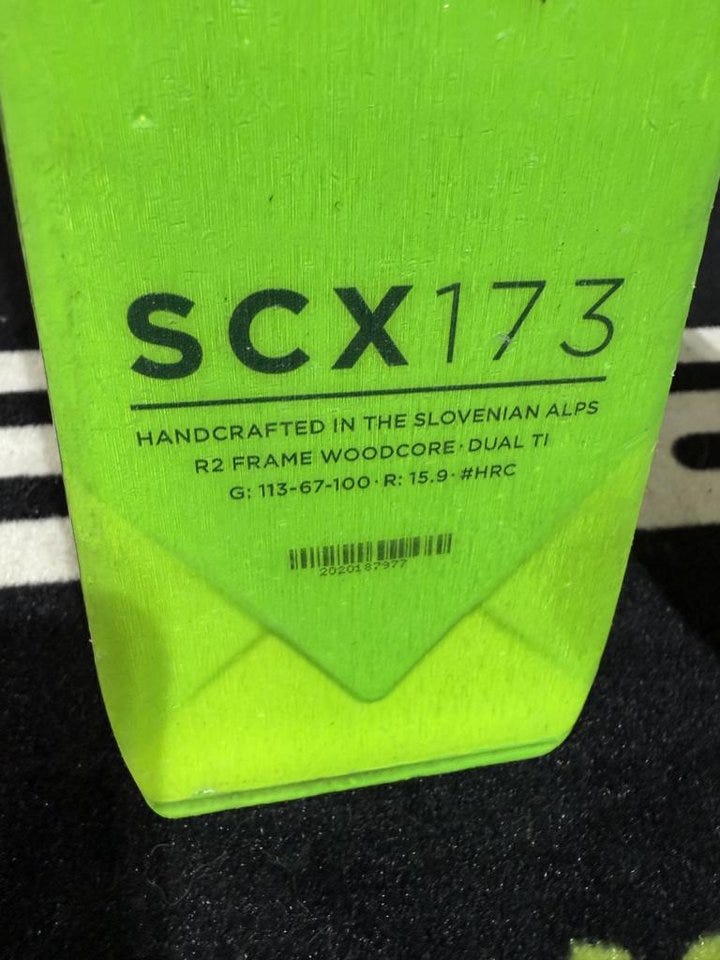 SCX173
HANDCRAFTED IN THE SLOVENIAN ALPS
R2 FRAME WOODCORE·DUAL TI
G: 113-67-100·R: 15.9·#HRC
2020187977